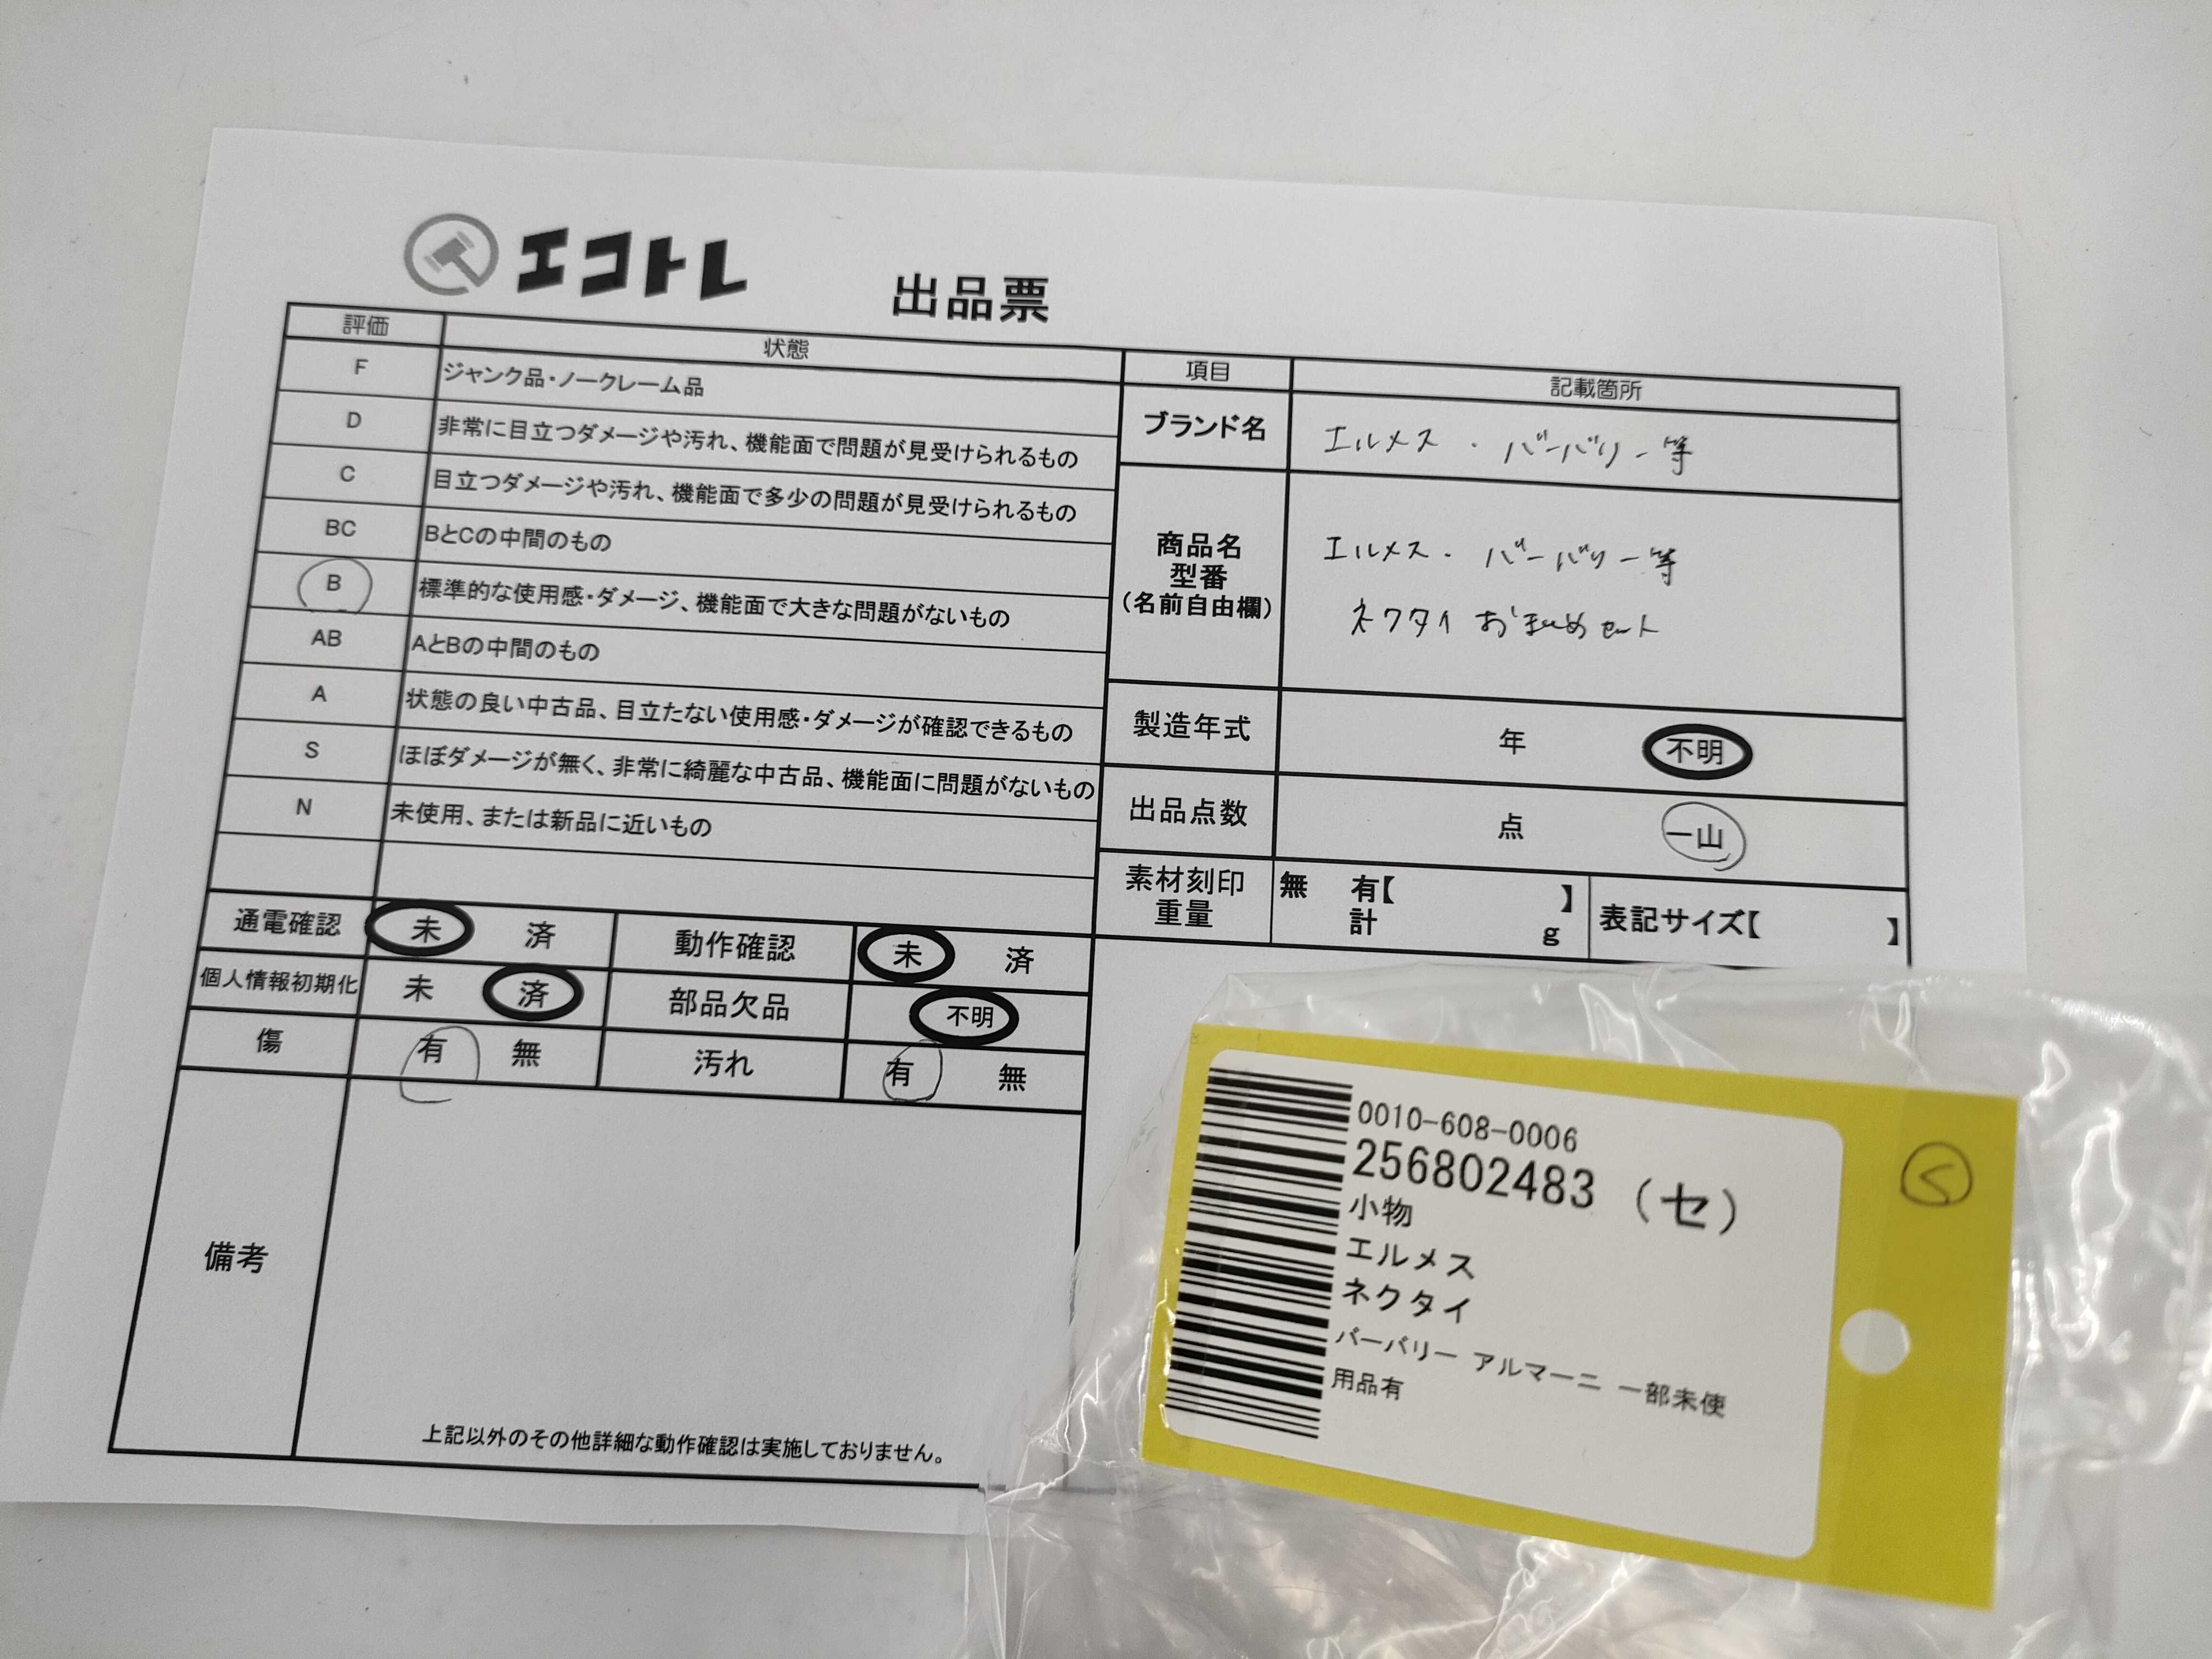 エコトレ
出品票
評価 状態
F ジャンク品・ノークレーム品
D 非常に目立つダメージや汚れ、機能面で問題が見受けられるもの
C 目立つダメージや汚れ、機能面で多少の問題が見受けられるもの
BC BとCの中間のもの
B 標準的な使用感・ダメージ、機能面で大きな問題がないもの
AB AとBの中間のもの
A 状態の良い中古品、目立たない使用感・ダメージが確認できるもの
S ほぼダメージが無く、非常に綺麗な中古品、機能面に問題がないもの
N 未使用、または新品に近いもの
項目 記載箇所
ブランド名 エルメス・バーバリー等
商品名
型番
(名前自由欄)
エルメス・バーバリー等
ネクタイ おまとめセット
製造年式 年 不明
出品点数 点 一山
素材刻印 無 有【 】
重量 計 g
表記サイズ【 】
通電確認 未 済 動作確認 未 済
個人情報初期化 未 済 部品欠品 不明
傷 有 無 汚れ 有 無
備考
上記以外のその他詳細な動作確認は実施しておりません。
0010-608-0006
256802483 (セ)
小物
エルメス
ネクタイ
バーバリー アルマーニ 一部未使
用品有